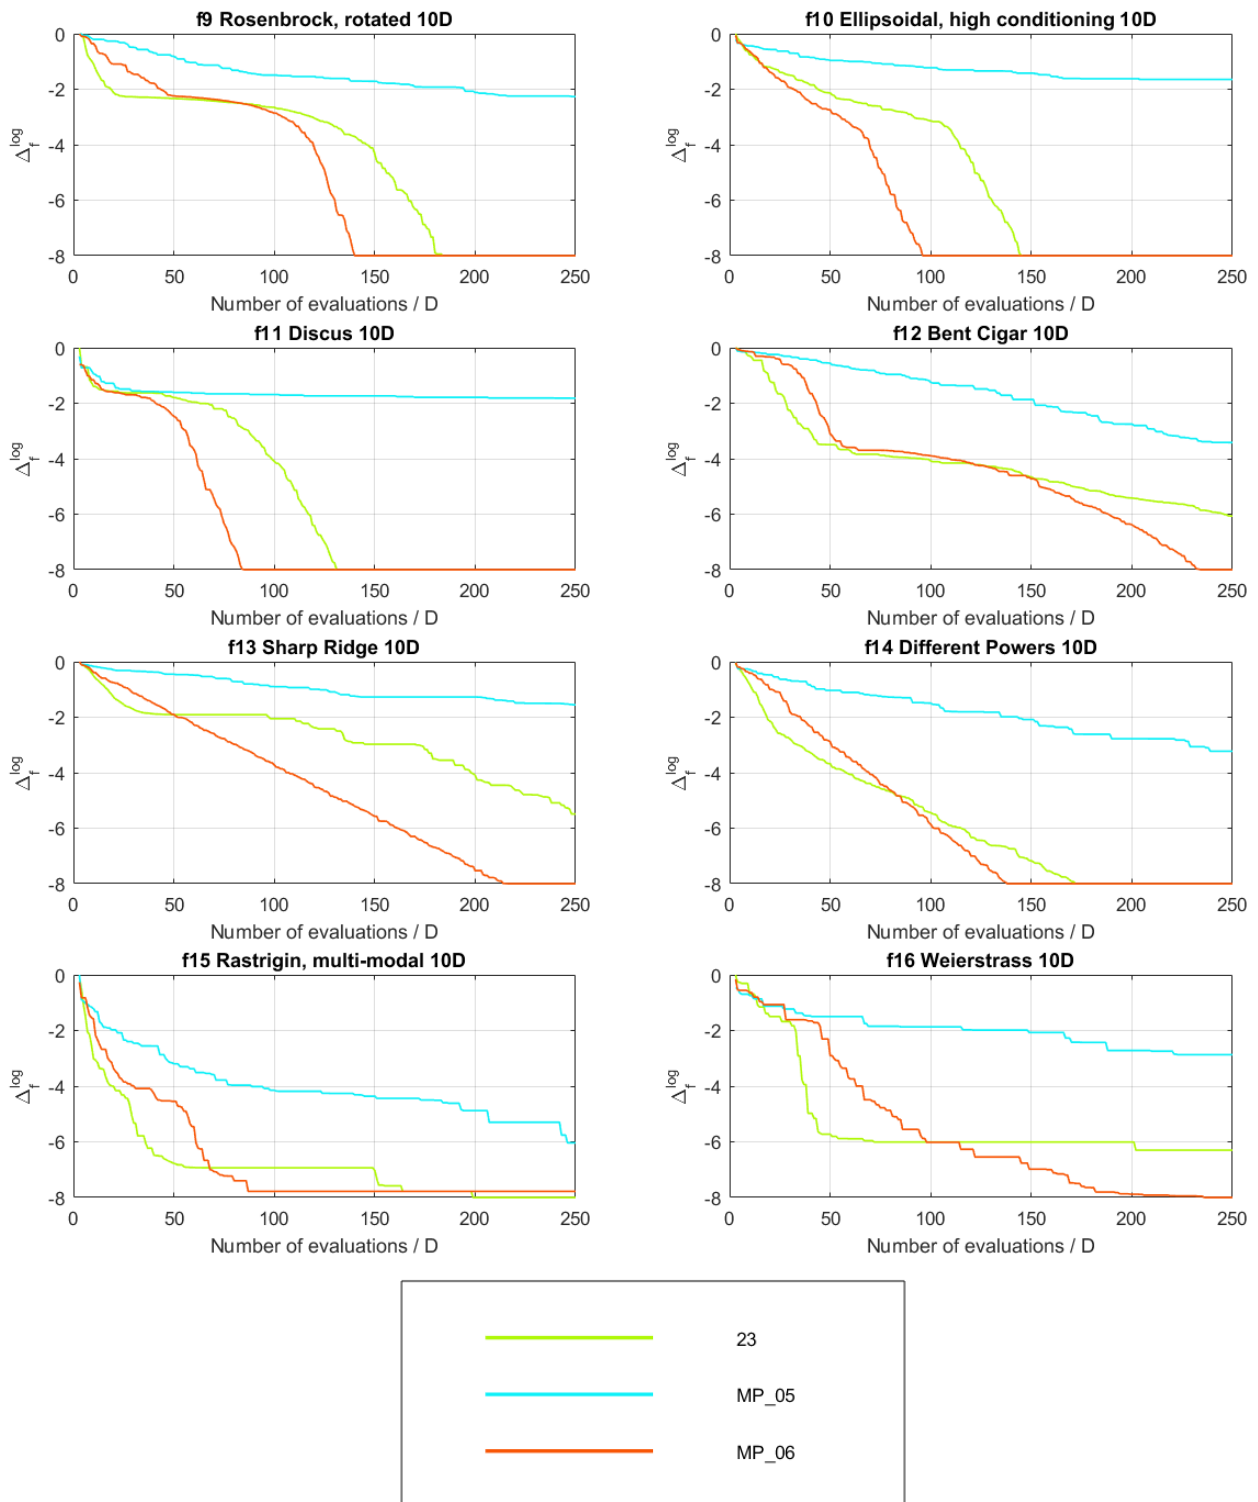 f9 Rosenbrock, rotated 10D
0
-2
-4
-6
-8
Δ_f^log
0 50 100 150 200 250
Number of evaluations / D
f10 Ellipsoidal, high conditioning 10D
0
-2
-4
-6
-8
Δ_f^log
0 50 100 150 200 250
Number of evaluations / D
f11 Discus 10D
0
-2
-4
-6
-8
Δ_f^log
0 50 100 150 200 250
Number of evaluations / D
f12 Bent Cigar 10D
0
-2
-4
-6
-8
Δ_f^log
0 50 100 150 200 250
Number of evaluations / D
f13 Sharp Ridge 10D
0
-2
-4
-6
-8
Δ_f^log
0 50 100 150 200 250
Number of evaluations / D
f14 Different Powers 10D
0
-2
-4
-6
-8
Δ_f^log
0 50 100 150 200 250
Number of evaluations / D
f15 Rastrigin, multi-modal 10D
0
-2
-4
-6
-8
Δ_f^log
0 50 100 150 200 250
Number of evaluations / D
f16 Weierstrass 10D
0
-2
-4
-6
-8
Δ_f^log
0 50 100 150 200 250
Number of evaluations / D
23
MP_05
MP_06